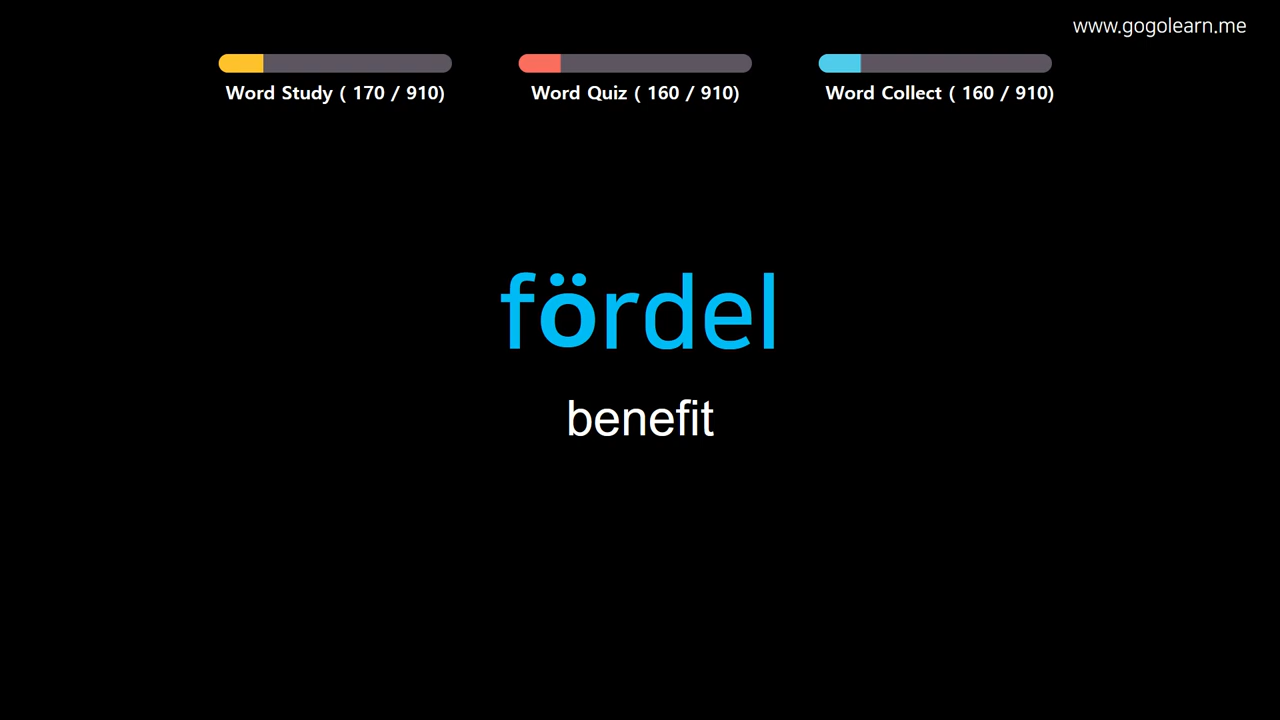 www.gogolearn.me
Word Study ( 170 / 910)
Word Quiz ( 160 / 910)
Word Collect ( 160 / 910)
fördel
benefit